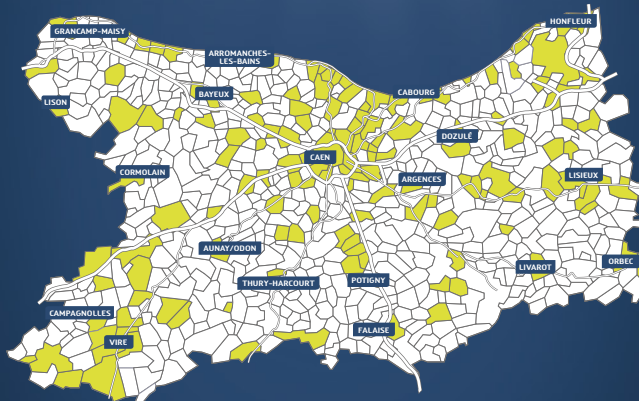 GRANCAMP-MAISY
HONFLEUR
ARROMANCHES-
LES-BAINS
BAYEUX
CABOURG
LISON
DOZULÉ
CAEN
CORMOLAIN
ARGENCES
LISIEUX
AUNAY/ODON
ORBEC
LIVAROT
THURY-HARCOURT
POTIGNY
CAMPAGNOLLES
FALAISE
VIRE